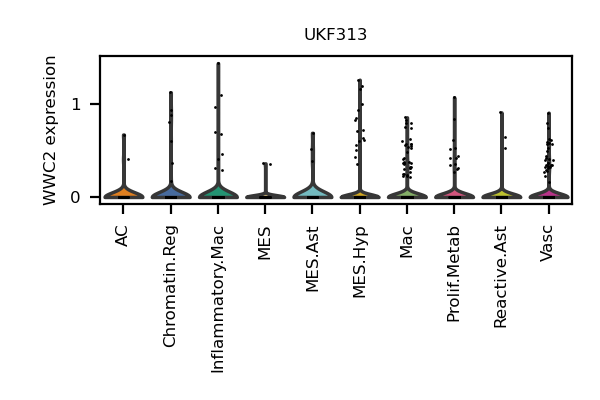 UKF313
WWC2 expression
1
0
AC
Chromatin.Reg
Inflammatory.Mac
MES
MES.Ast
MES.Hyp
Mac
Prolif.Metab
Reactive.Ast
Vasc